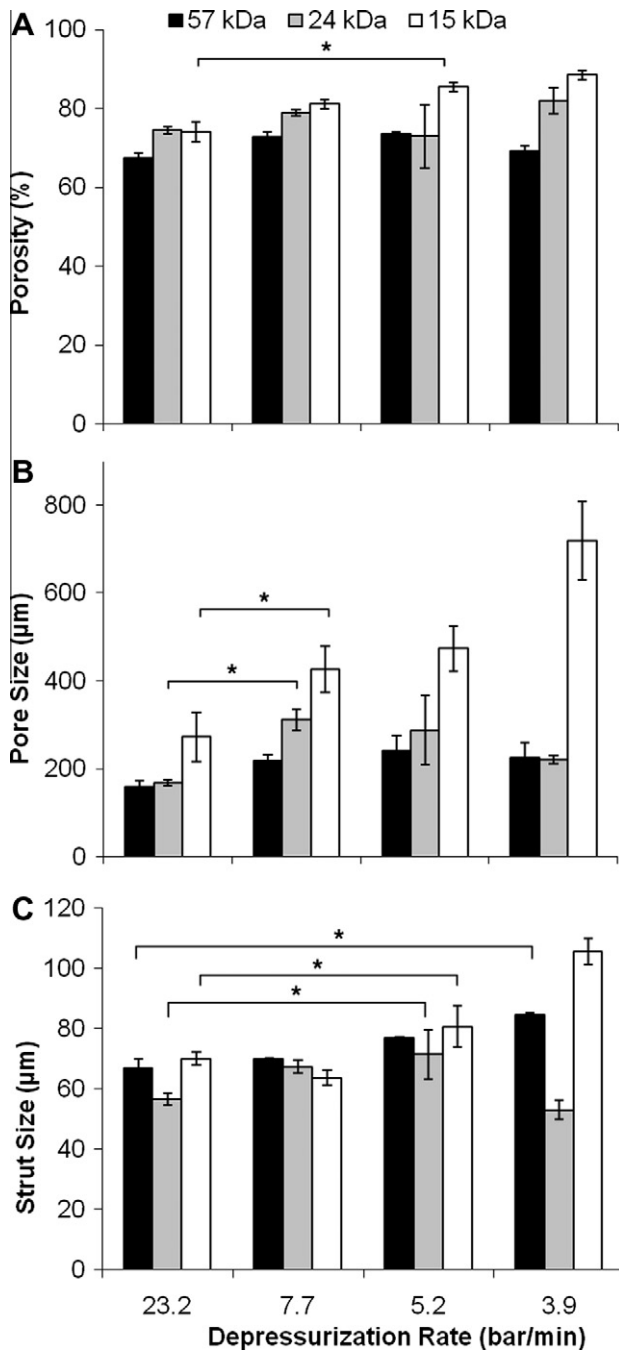 A
57 kDa 24 kDa 15 kDa
*
100
80
60
40
20
0
Porosity (%)
B
*
*
800
600
400
200
0
Pore Size (µm)
C
*
*
*
120
100
80
60
40
20
0
Strut Size (µm)
23.2 7.7 5.2 3.9
Depressurization Rate (bar/min)